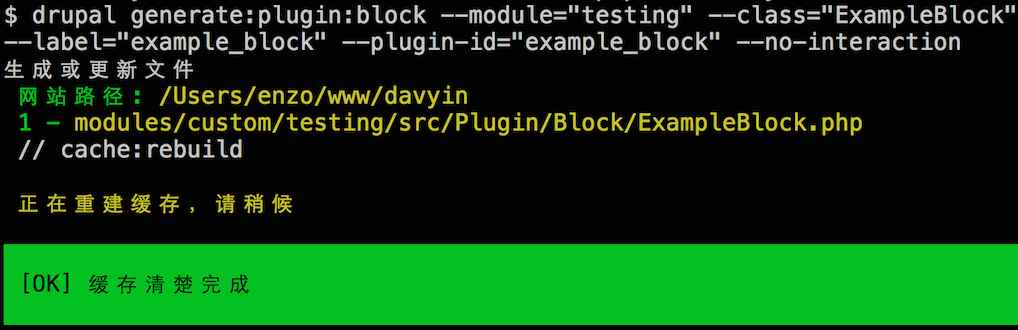 $ drupal generate:plugin:block --module="testing" --class="ExampleBlock"
--label="example_block" --plugin-id="example_block" --no-interaction
生成或更新文件
网站路径: /Users/enzo/www/davyin
1 - modules/custom/testing/src/Plugin/Block/ExampleBlock.php
// cache:rebuild
正在重建缓存, 请稍候
[OK] 缓存清楚完成